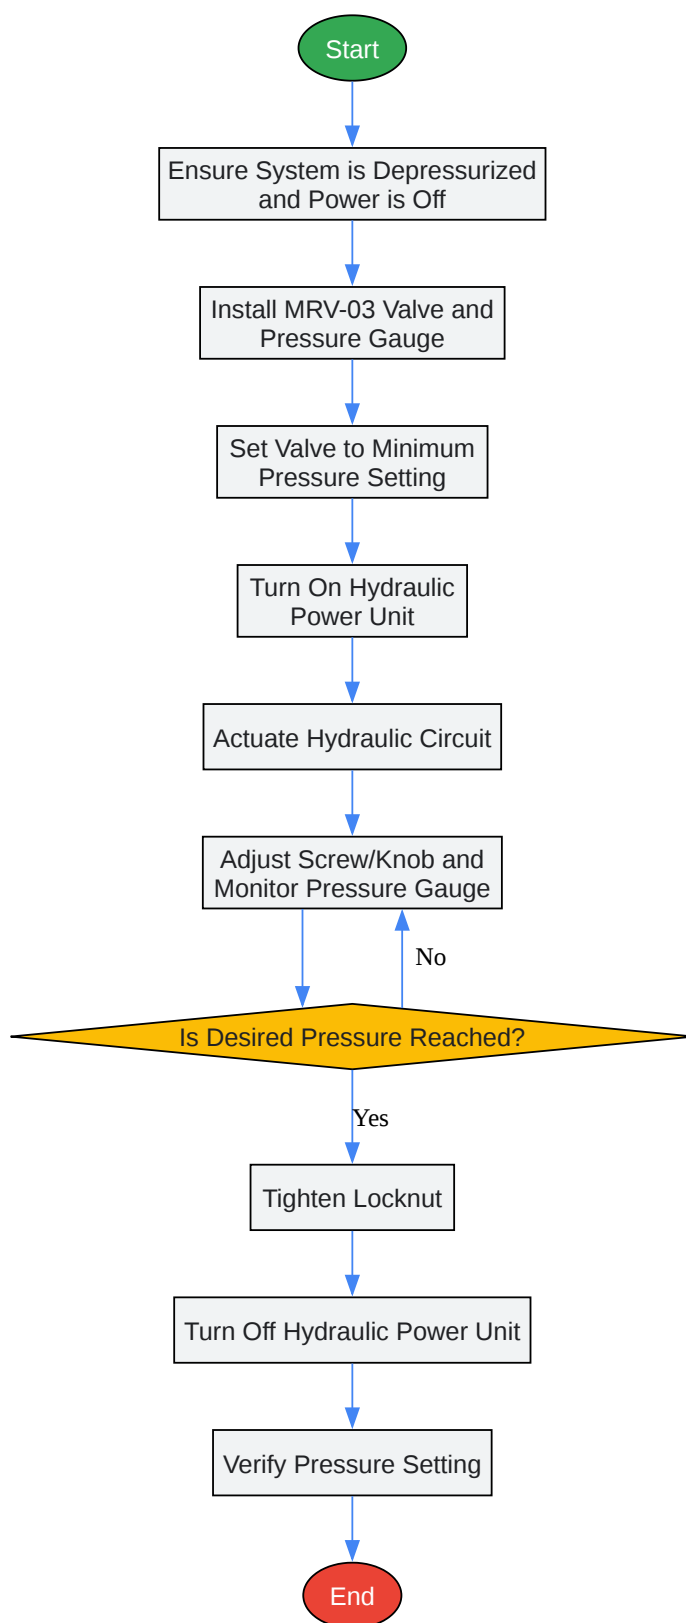 Start
Ensure System is Depressurized
and Power is Off
Install MRV-03 Valve and
Pressure Gauge
Set Valve to Minimum
Pressure Setting
Turn On Hydraulic
Power Unit
Actuate Hydraulic Circuit
Adjust Screw/Knob and
Monitor Pressure Gauge
No
Is Desired Pressure Reached?
Yes
Tighten Locknut
Turn Off Hydraulic Power Unit
Verify Pressure Setting
End